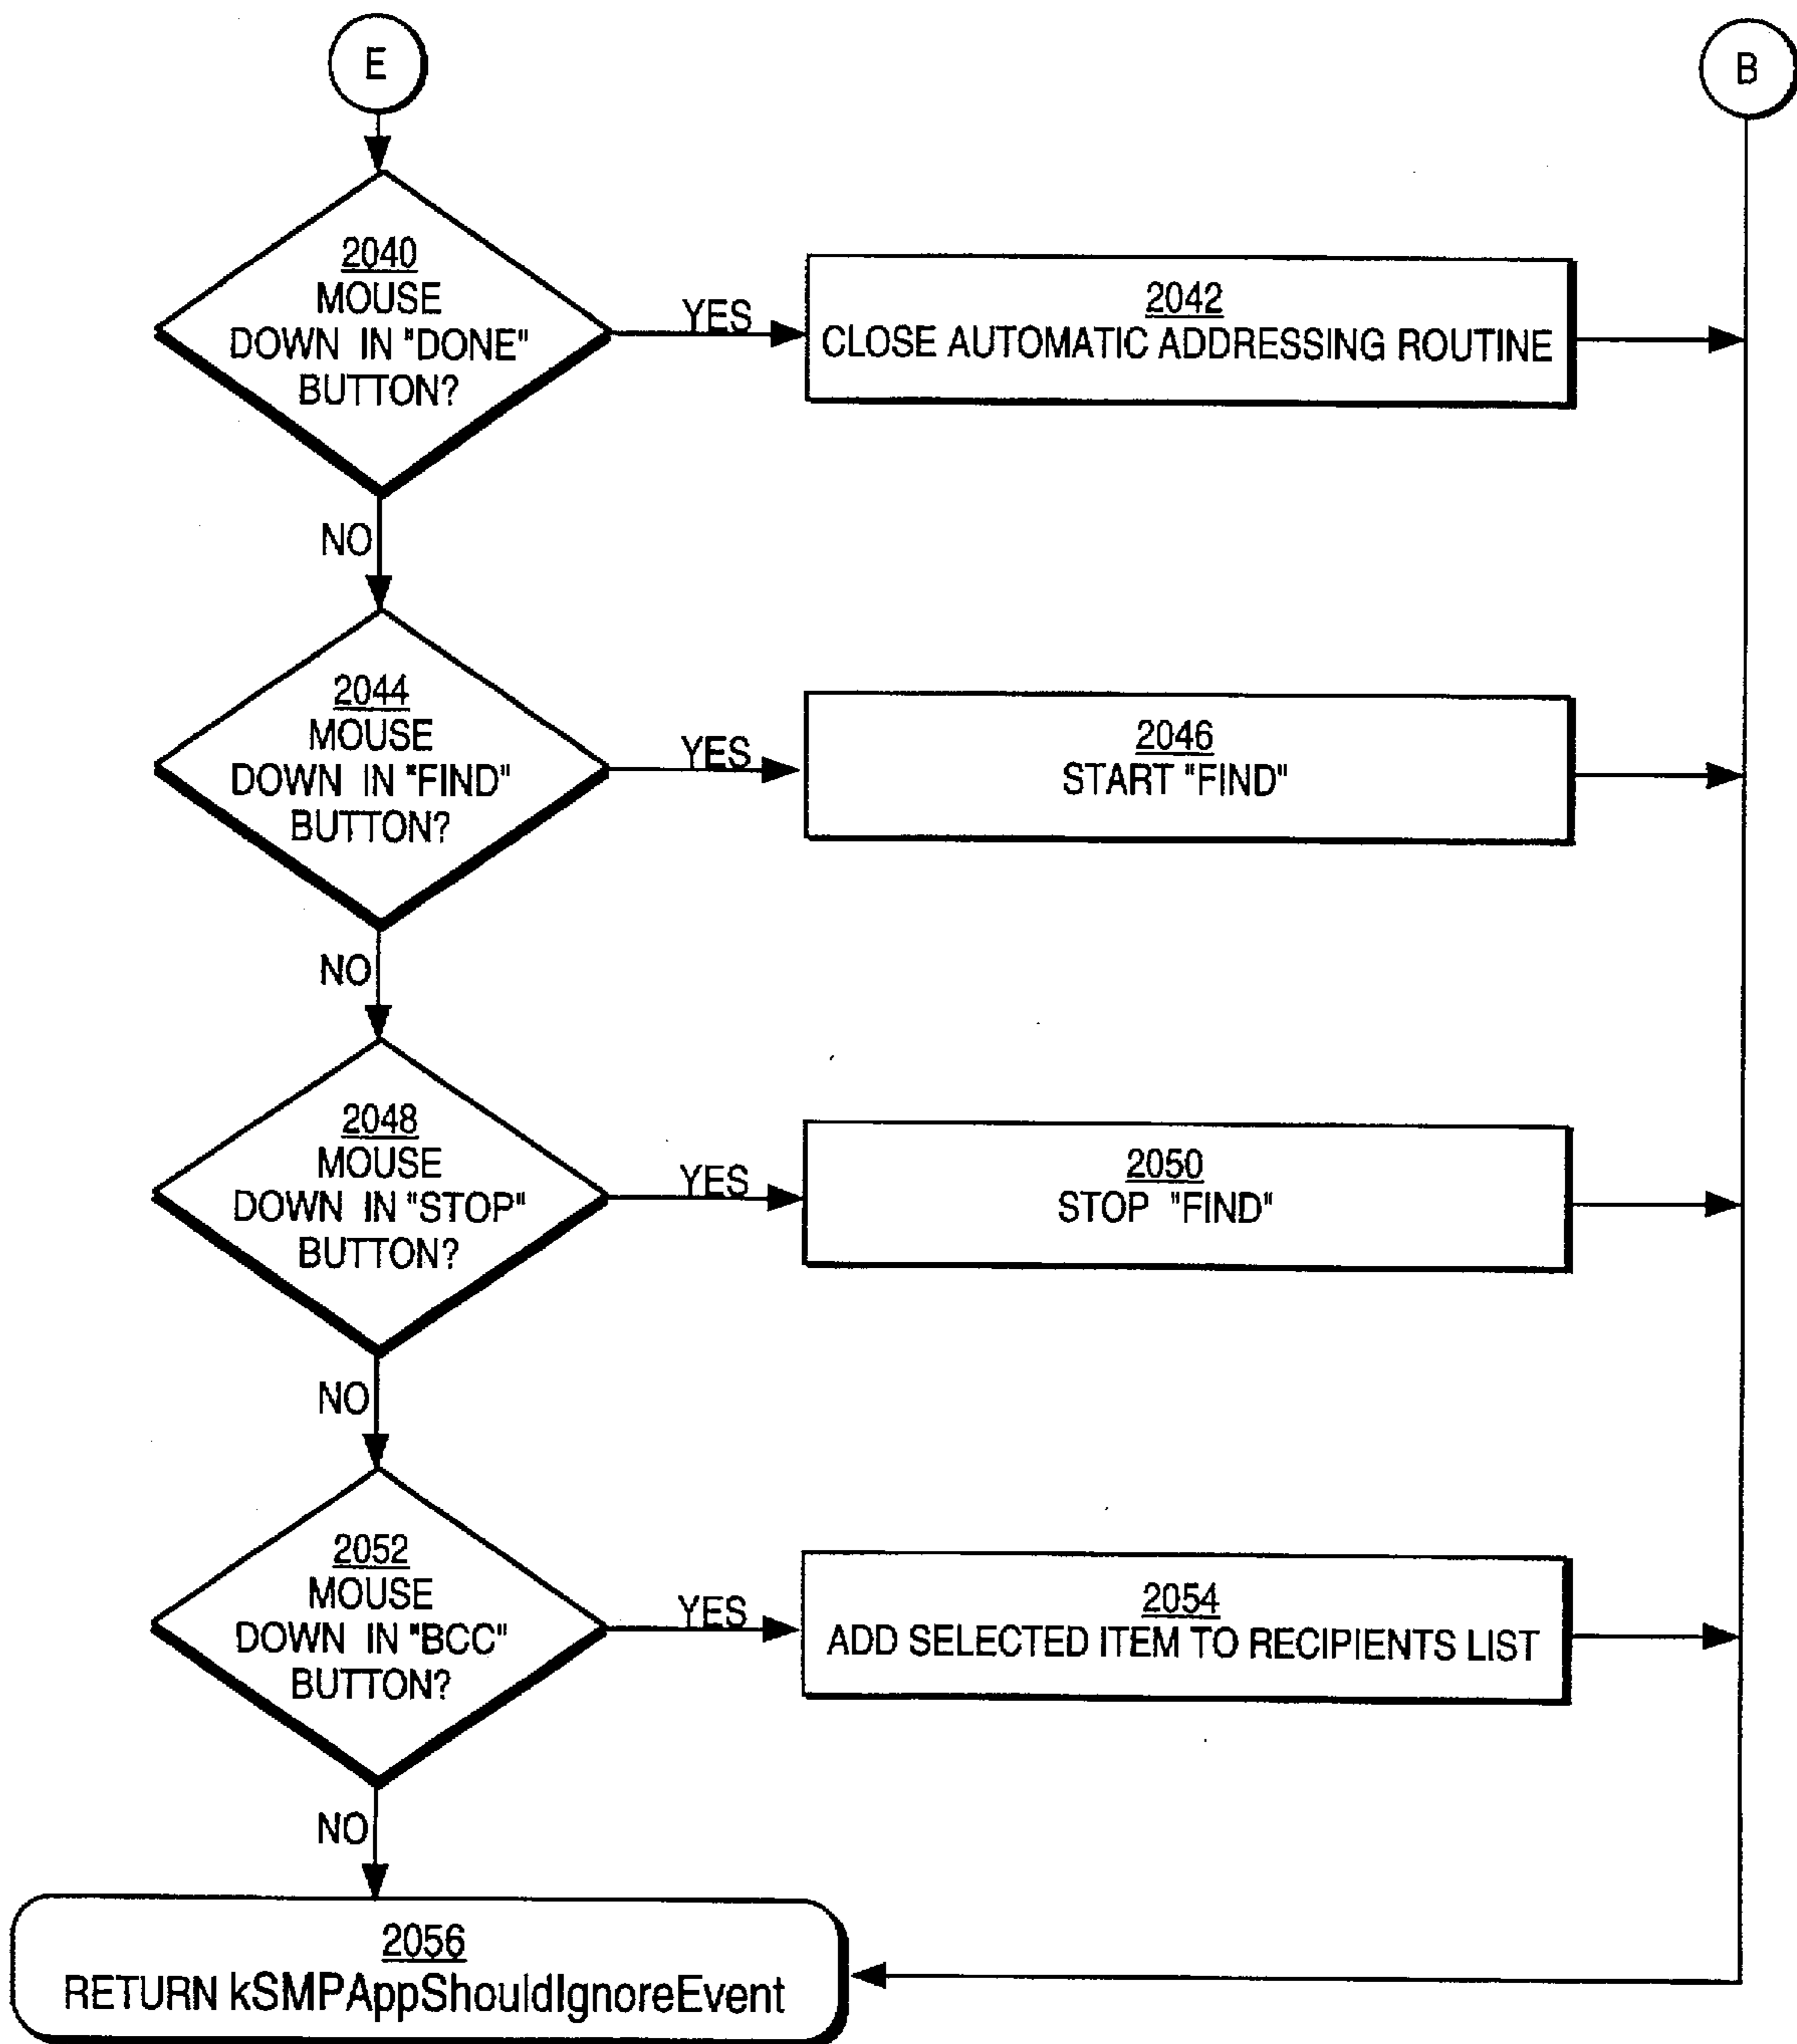 E
B
2040
MOUSE
DOWN IN "DONE"
BUTTON?
YES
2042
CLOSE AUTOMATIC ADDRESSING ROUTINE
NO
2044
MOUSE
DOWN IN "FIND"
BUTTON?
YES
2046
START "FIND"
NO
2048
MOUSE
DOWN IN "STOP"
BUTTON?
YES
2050
STOP "FIND"
NO
2052
MOUSE
DOWN IN "BCC"
BUTTON?
YES
2054
ADD SELECTED ITEM TO RECIPIENTS LIST
NO
2056
RETURN kSMPAppShouldIgnoreEvent